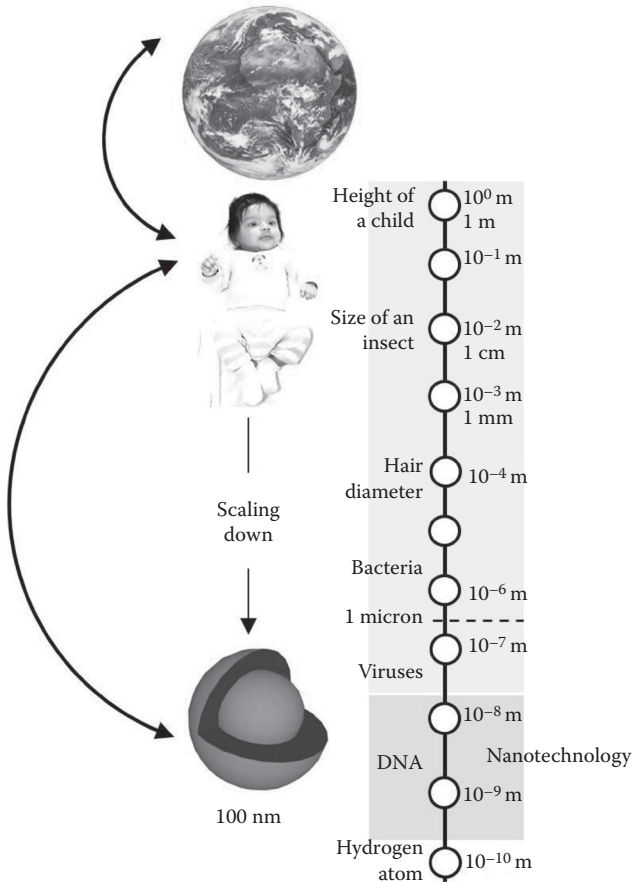 Height of
a child
10⁰ m
1 m
10⁻¹ m
Size of an
insect
10⁻² m
1 cm
10⁻³ m
1 mm
Hair
diameter
10⁻⁴ m
Scaling
down
Bacteria
10⁻⁶ m
1 micron
10⁻⁷ m
Viruses
10⁻⁸ m
DNA
Nanotechnology
10⁻⁹ m
100 nm
Hydrogen
atom
10⁻¹⁰ m